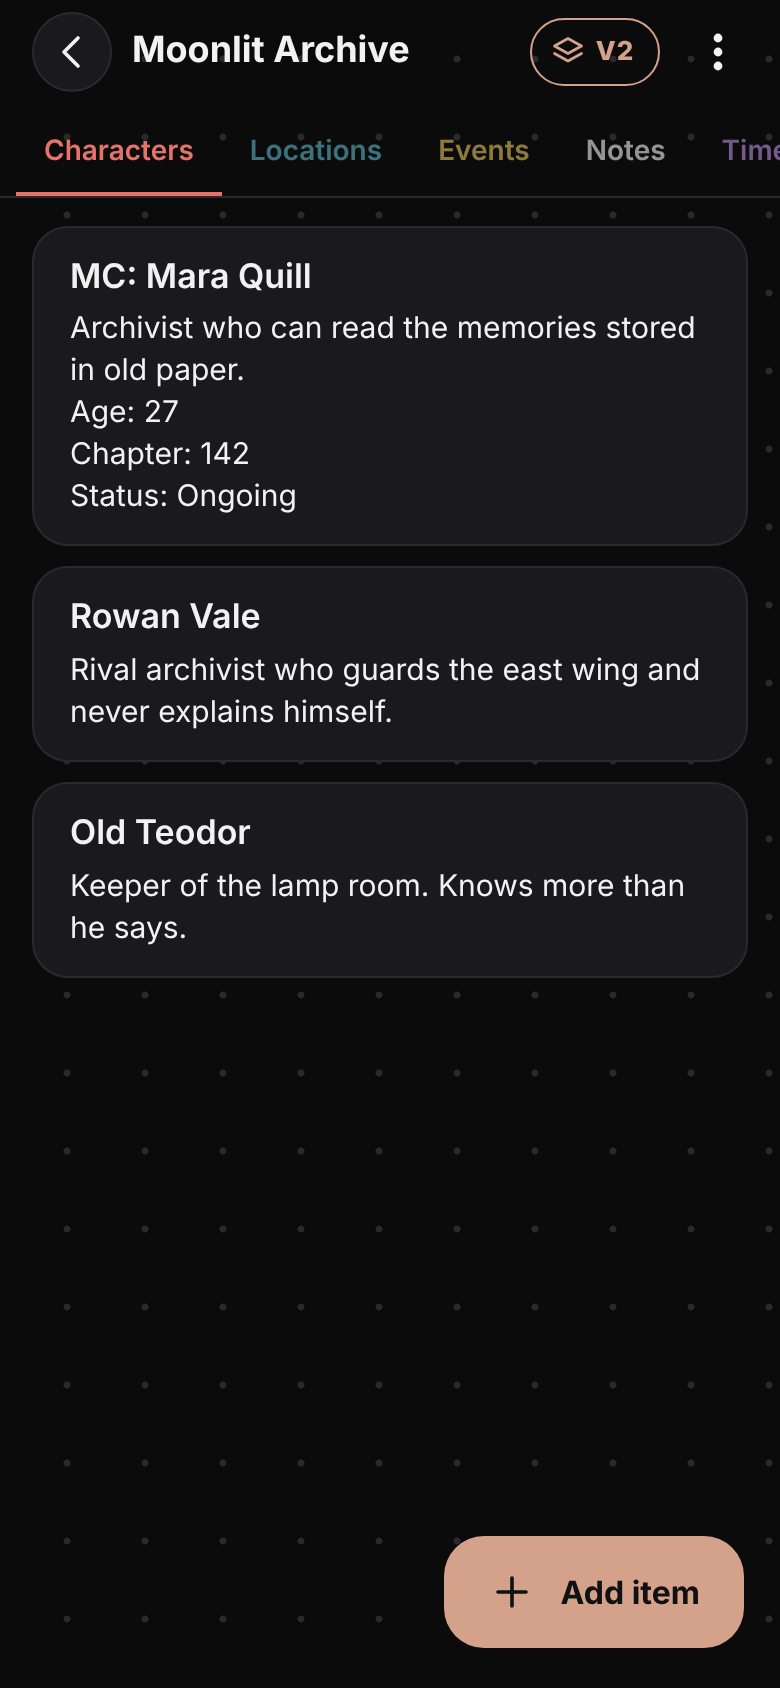 Moonlit Archive
V2
Characters
Locations
Events
Notes
Time
MC: Mara Quill
Archivist who can read the memories stored
in old paper.
Age: 27
Chapter: 142
Status: Ongoing
Rowan Vale
Rival archivist who guards the east wing and
never explains himself.
Old Teodor
Keeper of the lamp room. Knows more than
he says.
Add item